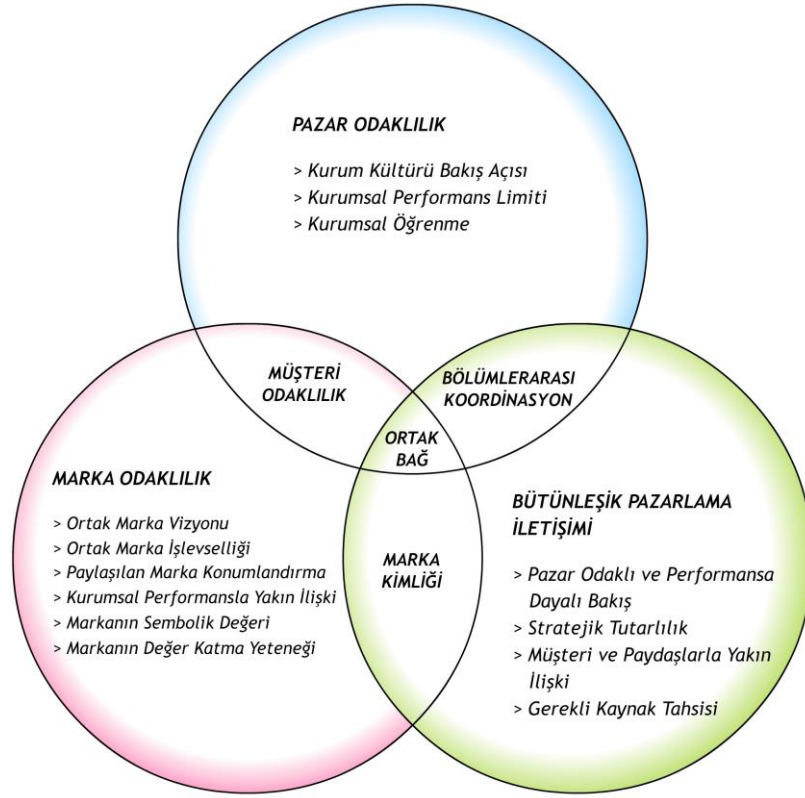 PAZAR ODAKLILIK
> Kurum Kültürü Bakış Açısı
> Kurumsal Performans Limiti
> Kurumsal Öğrenme
MÜŞTERİ
ODAKLILIK
BÖLÜMLERARASI
KOORDİNASYON
ORTAK
BAĞ
MARKA ODAKLILIK
> Ortak Marka Vizyonu
> Ortak Marka İşlevselliği
> Paylaşılan Marka Konumlandırma
> Kurumsal Performansla Yakın İlişki
> Markanın Sembolik Değeri
> Markanın Değer Katma Yeteneği
MARKA
KİMLİĞİ
BÜTÜNLEŞİK PAZARLAMA
İLETİŞİMİ
> Pazar Odaklı ve Performansa
Dayalı Bakış
> Stratejik Tutarlılık
> Müşteri ve Paydaşlarla Yakın
İlişki
> Gerekli Kaynak Tahsisi